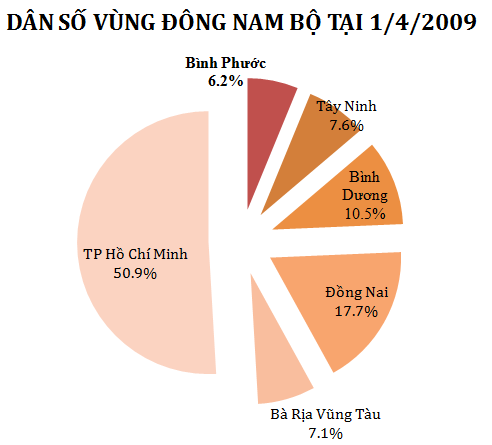 DÂN SỐ VÙNG ĐÔNG NAM BỘ TẠI 1/4/2009
Bình Phước
6.2%
Tây Ninh
7.6%
Bình
Dương
10.5%
TP Hồ Chí Minh
50.9%
Đồng Nai
17.7%
Bà Rịa Vũng Tàu
7.1%